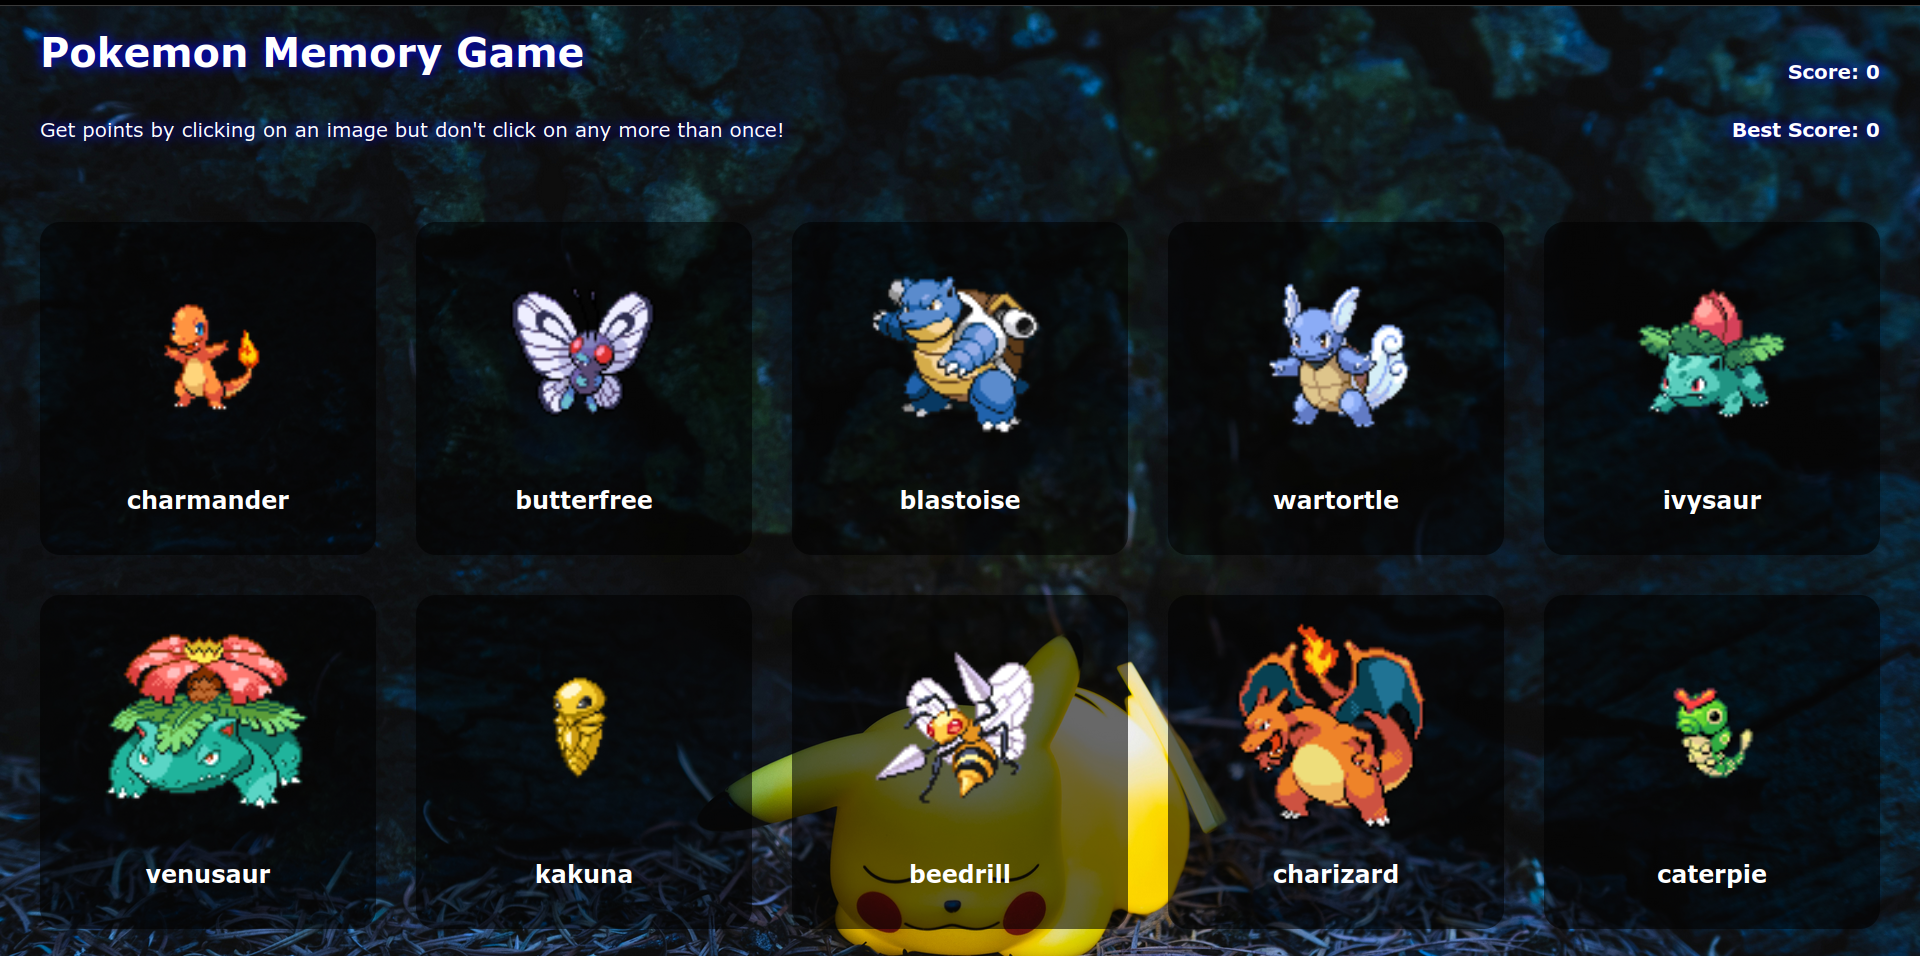 Pokemon Memory Game
Score: 0
Get points by clicking on an image but don't click on any more than once!
Best Score: 0
charmander
butterfree
blastoise
wartortle
ivysaur
venusaur
kakuna
beedrill
charizard
caterpie